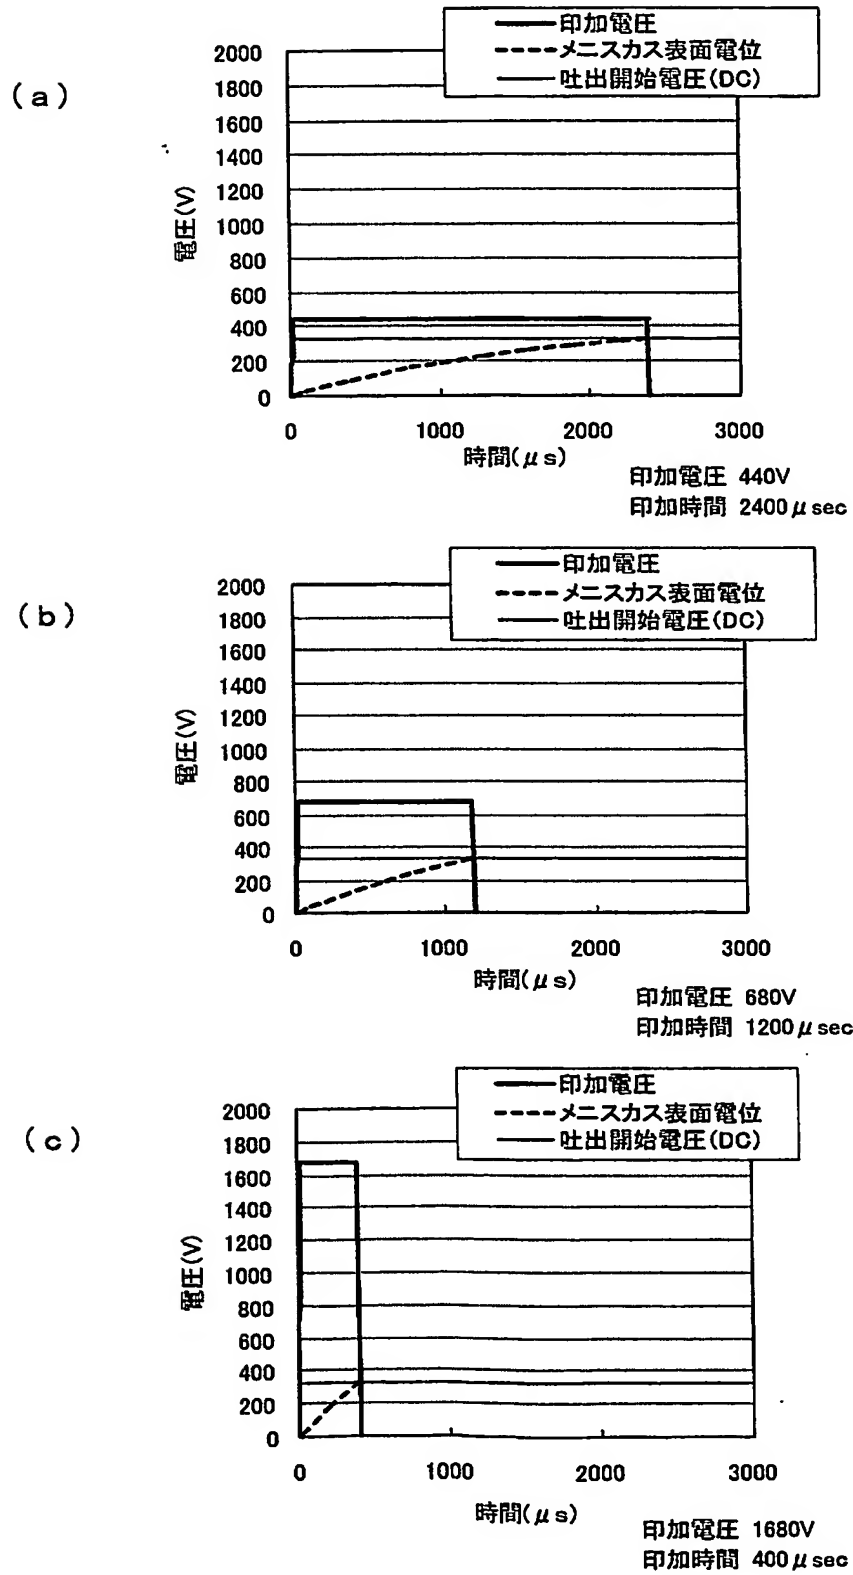 (a)
印加電圧
メニスカス表面電位
吐出開始電圧(DC)
電圧(V)
2000
1800
1600
1400
1200
1000
800
600
400
200
0
0 1000 2000 3000
時間(μs)
印加電圧 440V
印加時間 2400μsec
(b)
印加電圧
メニスカス表面電位
吐出開始電圧(DC)
電圧(V)
2000
1800
1600
1400
1200
1000
800
600
400
200
0
0 1000 2000 3000
時間(μs)
印加電圧 680V
印加時間 1200μsec
(c)
印加電圧
メニスカス表面電位
吐出開始電圧(DC)
電圧(V)
2000
1800
1600
1400
1200
1000
800
600
400
200
0
0 1000 2000 3000
時間(μs)
印加電圧 1680V
印加時間 400μsec